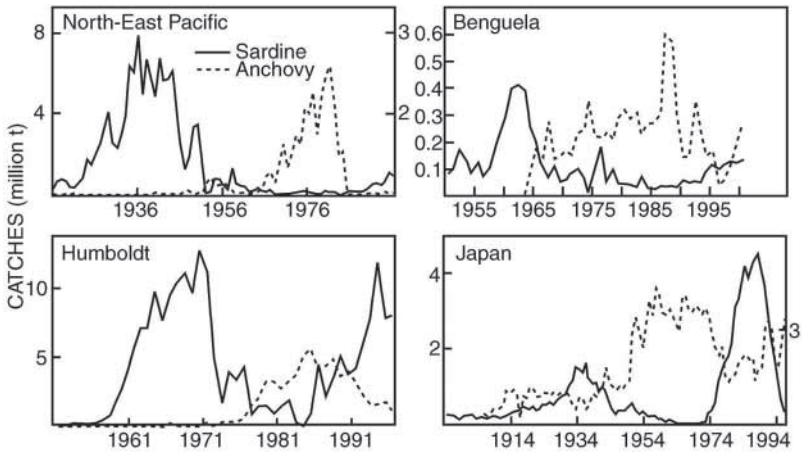 CATCHES (million t)
North-East Pacific
Sardine
Anchovy
8
4
3
2
1936 1956 1976
Benguela
0.6
0.5
0.4
0.3
0.2
0.1
1955 1965 1975 1985 1995
Humboldt
10
5
1961 1971 1981 1991
Japan
4
2
3
1914 1934 1954 1974 1994